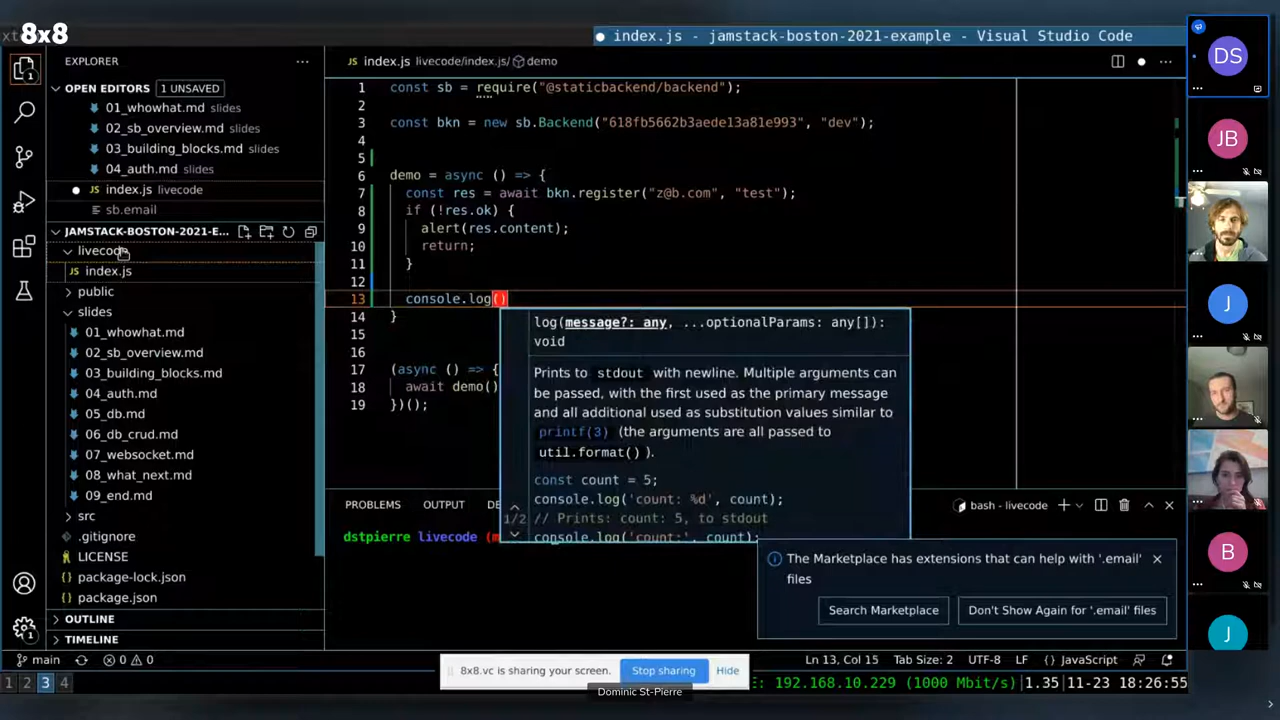 8x8
index.js - jamstack-boston-2021-example - Visual Studio Code
EXPLORER
OPEN EDITORS 1 UNSAVED
01_whowhat.md slides
02_sb_overview.md slides
03_building_blocks.md slides
04_auth.md slides
JS index.js livecode
sb.email
JAMSTACK-BOSTON-2021-E...
livecode
JS index.js
public
slides
01_whowhat.md
02_sb_overview.md
03_building_blocks.md
04_auth.md
05_db.md
06_db_crud.md
07_websocket.md
08_what_next.md
09_end.md
src
.gitignore
LICENSE
package-lock.json
package.json
OUTLINE
TIMELINE
index.js livecode/index.js/ demo
1 const sb = require("@staticbackend/backend");
2
3 const bkn = new sb.Backend("618fb5662b3aede13a81e993", "dev");
4
5
6 demo = async () => {
7 const res = await bkn.register("z@b.com", "test");
8 if (!res.ok) {
9 alert(res.content);
10 return;
11 }
12
13 console.log()
14 }
15
16
17 (async () => {
18 await demo()
19 })();
log(message?: any, ...optionalParams: any[]):
void
Prints to stdout with newline. Multiple arguments can
be passed, with the first used as the primary message
and all additional used as substitution values similar to
printf(3) (the arguments are all passed to
util.format() ).
const count = 5;
console.log('count: %d', count);
1/2 // Prints: count: 5, to stdout
console.log('count:', count);
PROBLEMS OUTPUT DE
bash - livecode
dstpierre livecode (m
The Marketplace has extensions that can help with '.email'
files
Search Marketplace Don't Show Again for '.email' files
main 0 0 Ln 13, Col 15 Tab Size: 2 UTF-8 LF {} JavaScript
8x8.vc is sharing your screen. Stop sharing Hide
1 2 3 4
E: 192.168.10.229 (1000 Mbit/s)|1.35|11-23 18:26:55
Dominic St-Pierre
DS
JB
J
B
J